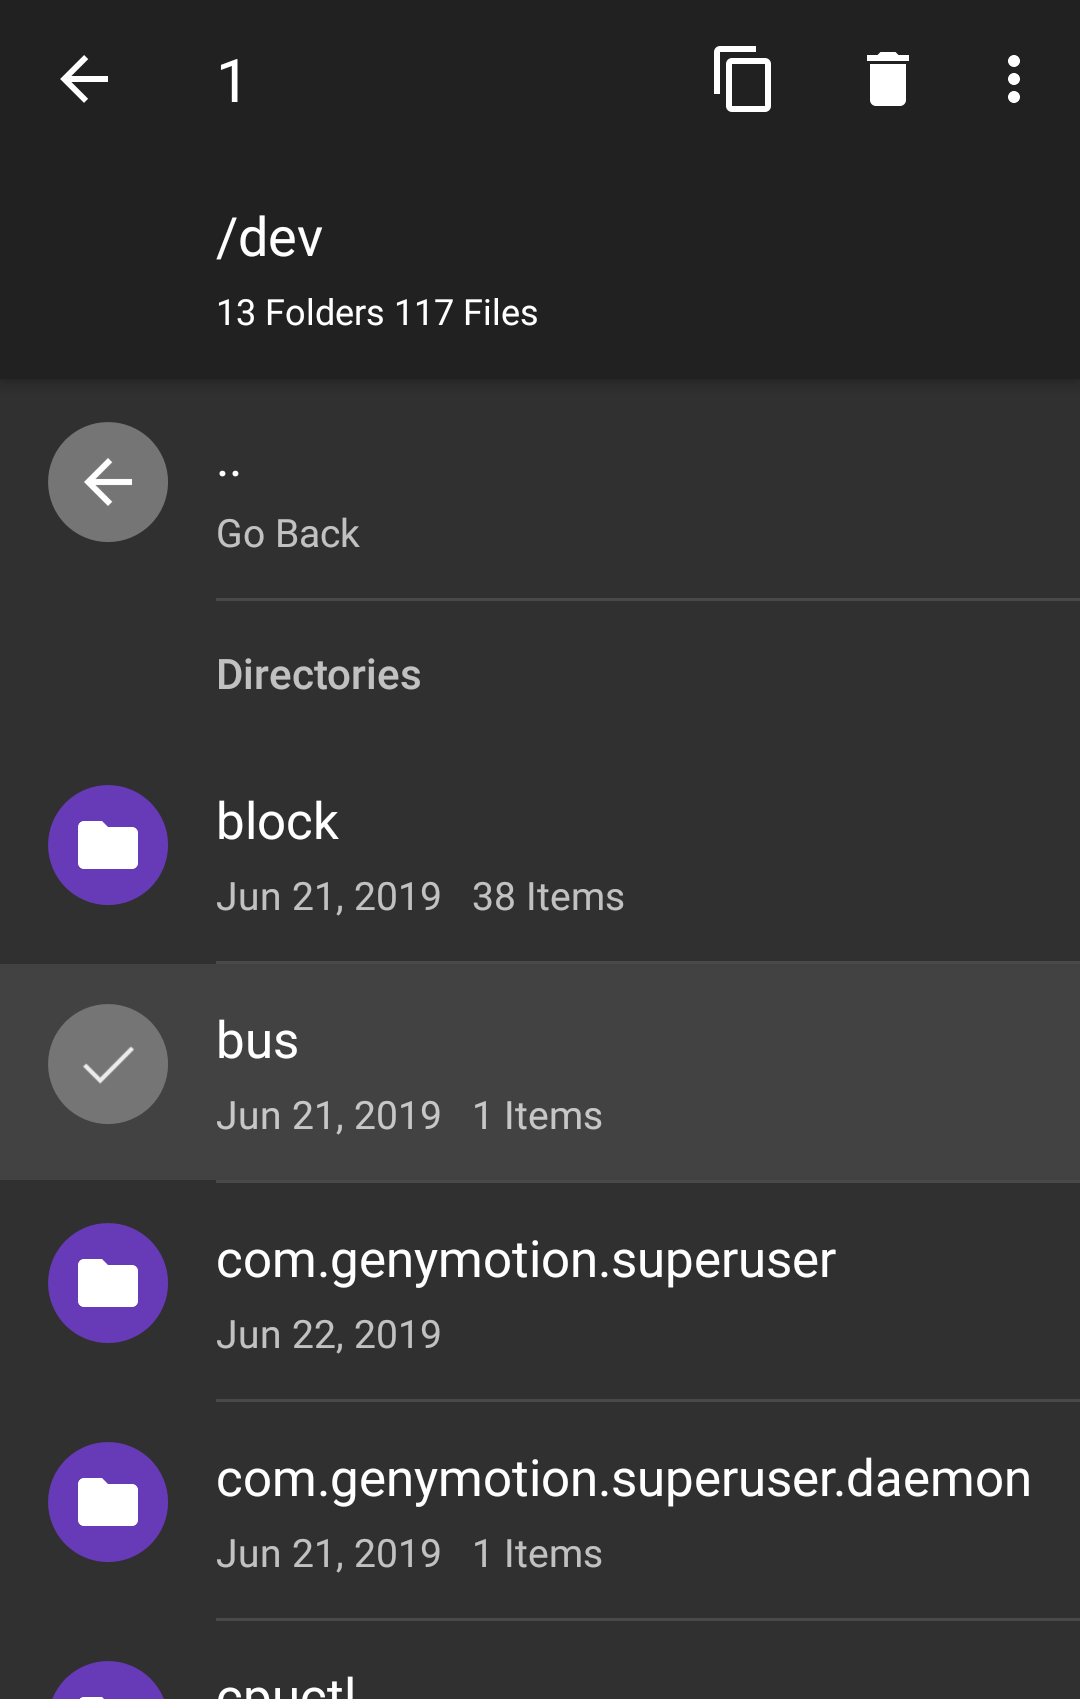 1
/dev
13 Folders 117 Files
..
Go Back
Directories
block
Jun 21, 2019 38 Items
bus
Jun 21, 2019 1 Items
com.genymotion.superuser
Jun 22, 2019
com.genymotion.superuser.daemon
Jun 21, 2019 1 Items
cpuctl